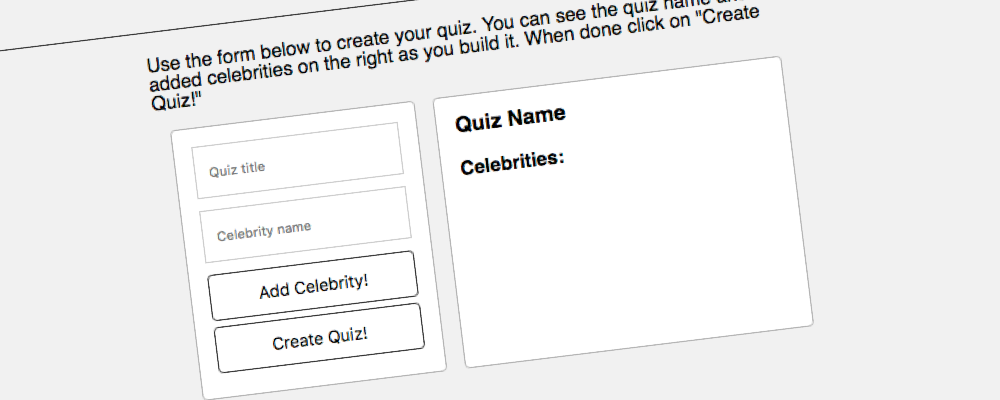 Use the form below to create your quiz. You can see the quiz name
added celebrities on the right as you build it. When done click on "Create
Quiz!"
Quiz title
Celebrity name
Add Celebrity!
Create Quiz!
Quiz Name
Celebrities: